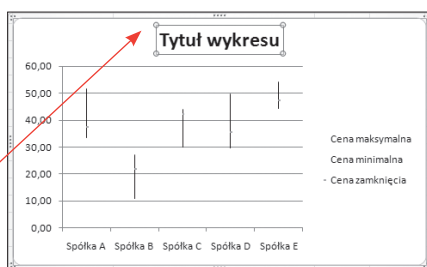 Tytuł wykresu
60,00
50,00
40,00
30,00
20,00
10,00
0,00
Spółka A Spółka B Spółka C Spółka D Spółka E
Cena maksymalna
Cena minimalna
Cena zamknięcia